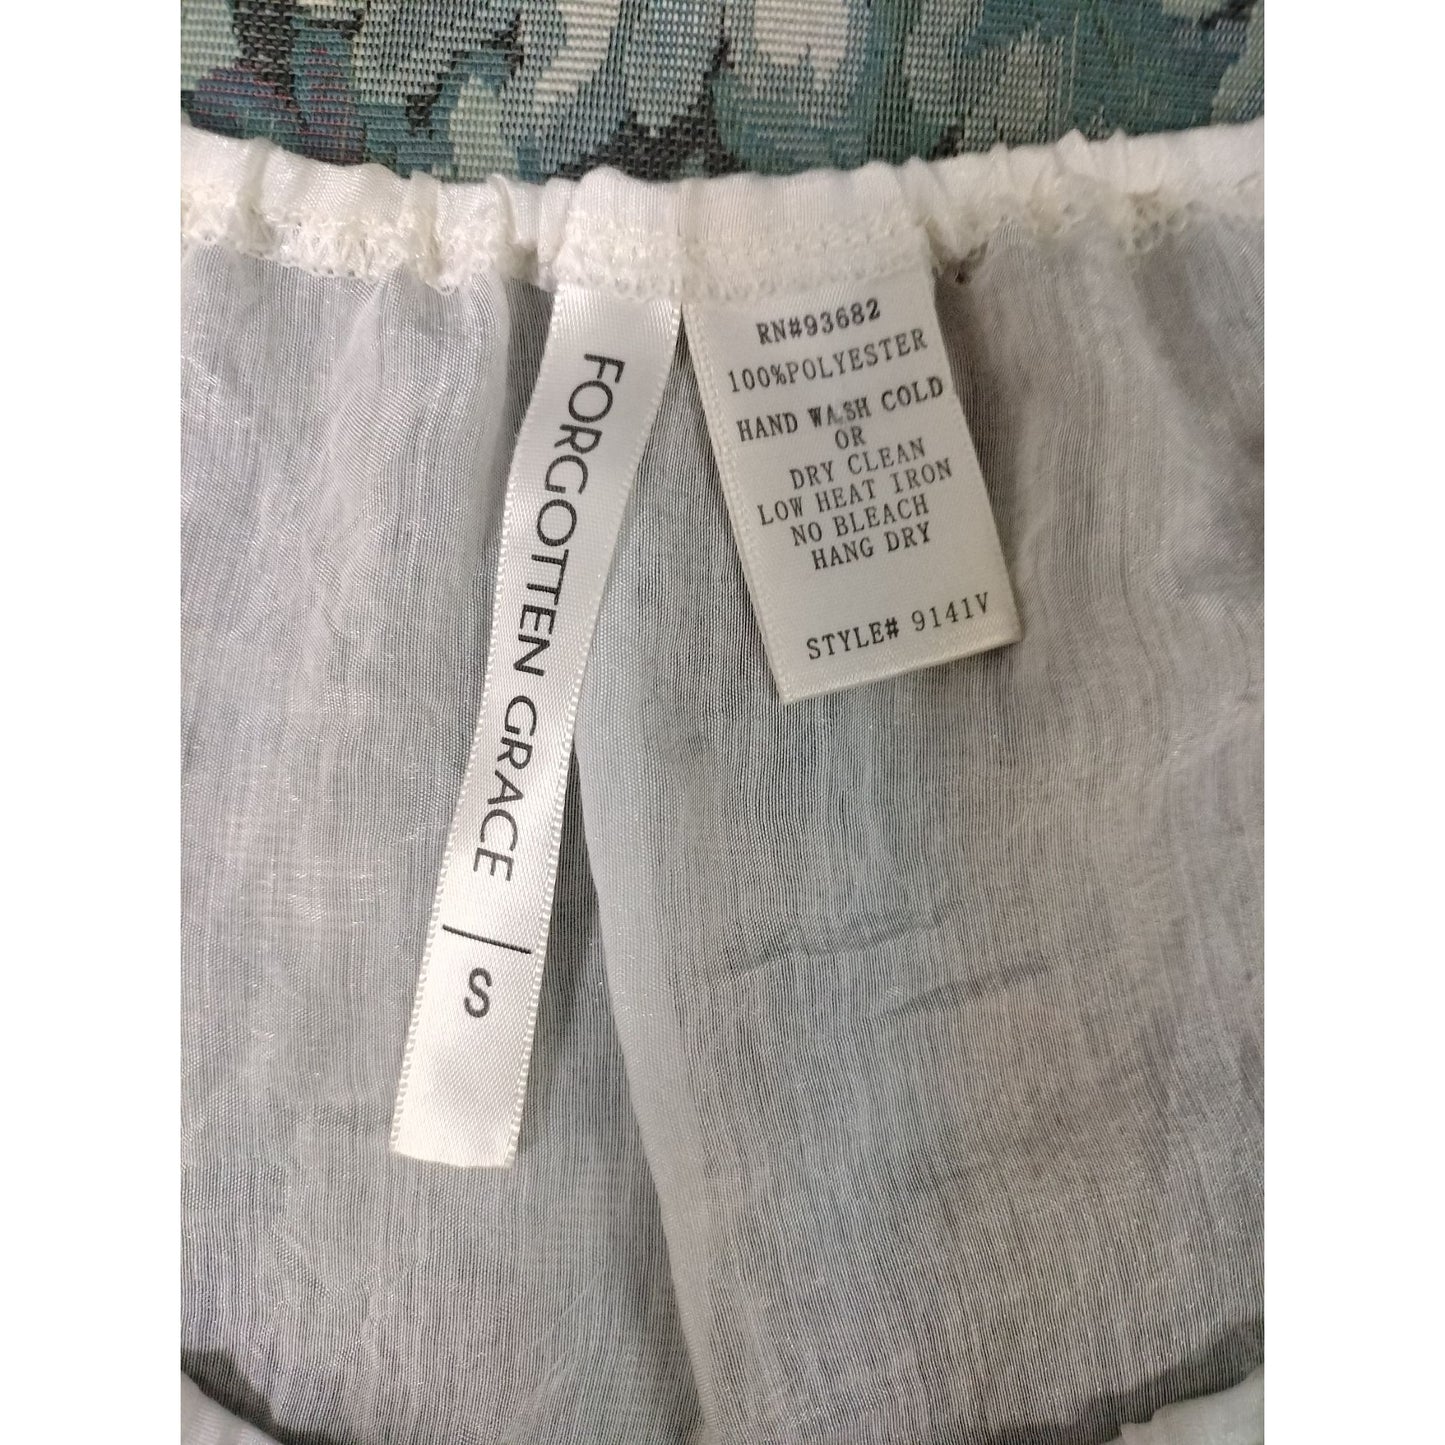 FORGOTTEN GRACE | S
RN#93682
100%POLYESTER
HAND WASH COLD
OR
DRY CLEAN
LOW HEAT IRON
NO BLEACH
HANG DRY
STYLE# 9141V